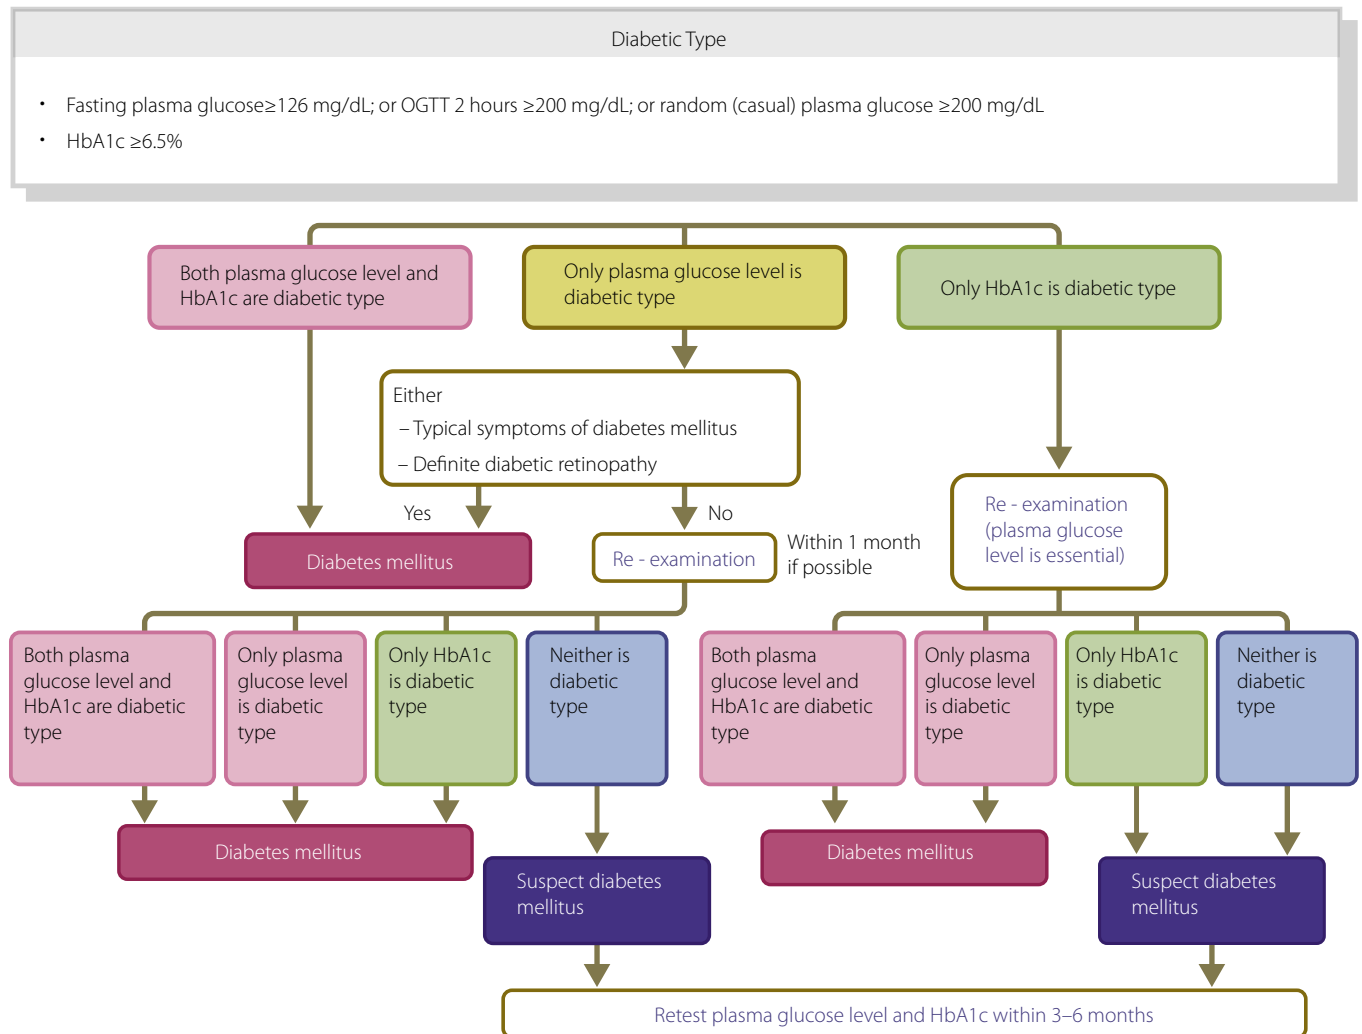 Diabetic Type
• Fasting plasma glucose≥126 mg/dL; or OGTT 2 hours ≥200 mg/dL; or random (casual) plasma glucose ≥200 mg/dL
• HbA1c ≥6.5%
Both plasma glucose level and
HbA1c are diabetic type
Only plasma glucose level is
diabetic type
Only HbA1c is diabetic type
Either
– Typical symptoms of diabetes mellitus
– Definite diabetic retinopathy
Yes
No
Diabetes mellitus
Re - examination
Within 1 month
if possible
Re - examination
(plasma glucose
level is essential)
Both plasma
glucose level and
HbA1c are diabetic
type
Only plasma
glucose level
is diabetic
type
Only HbA1c
is diabetic
type
Neither is
diabetic
type
Both plasma
glucose level and
HbA1c are diabetic
type
Only plasma
glucose level
is diabetic
type
Only HbA1c
is diabetic
type
Neither is
diabetic
type
Diabetes mellitus
Suspect diabetes
mellitus
Diabetes mellitus
Suspect diabetes
mellitus
Retest plasma glucose level and HbA1c within 3–6 months